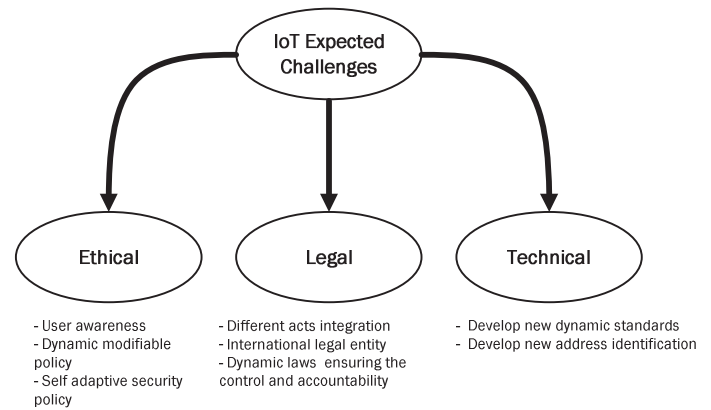 IoT Expected
Challenges
Ethical
Legal
Technical
- User awareness
- Dynamic modifiable
policy
- Self adaptive security
policy
- Different acts integration
- International legal entity
- Dynamic laws ensuring the
control and accountability
- Develop new dynamic standards
- Develop new address identification